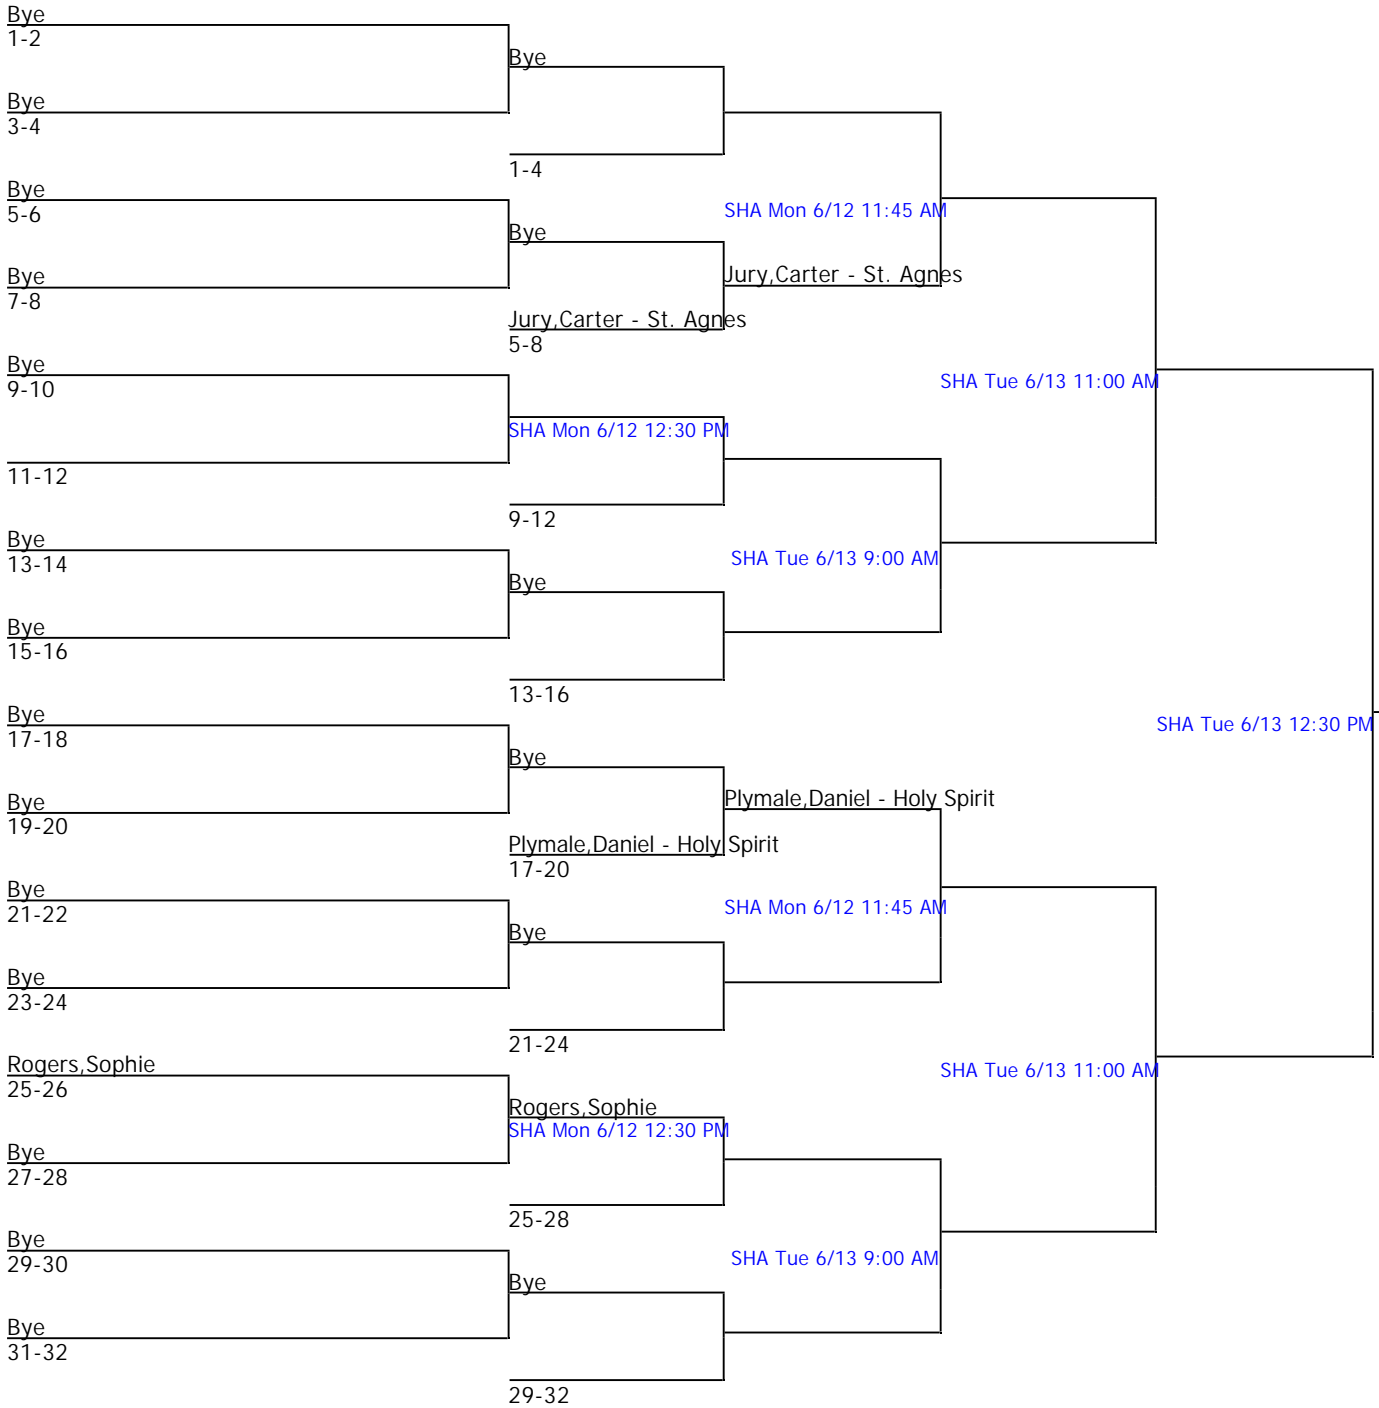 Bye
1-2
Bye
Bye
3-4
1-4
Bye
5-6
SHA Mon 6/12 11:45 AM
Bye
Bye
7-8
Jury,Carter - St. Agnes
Jury,Carter - St. Agnes
5-8
Bye
9-10
SHA Tue 6/13 11:00 AM
SHA Mon 6/12 12:30 PM
11-12
9-12
Bye
13-14
SHA Tue 6/13 9:00 AM
Bye
Bye
15-16
13-16
Bye
17-18
SHA Tue 6/13 12:30 PM
Bye
Bye
19-20
Plymale,Daniel - Holy Spirit
Plymale,Daniel - Holy Spirit
17-20
Bye
21-22
SHA Mon 6/12 11:45 AM
Bye
Bye
23-24
21-24
Rogers,Sophie
25-26
SHA Tue 6/13 11:00 AM
Rogers,Sophie
SHA Mon 6/12 12:30 PM
Bye
27-28
25-28
Bye
29-30
SHA Tue 6/13 9:00 AM
Bye
Bye
31-32
29-32